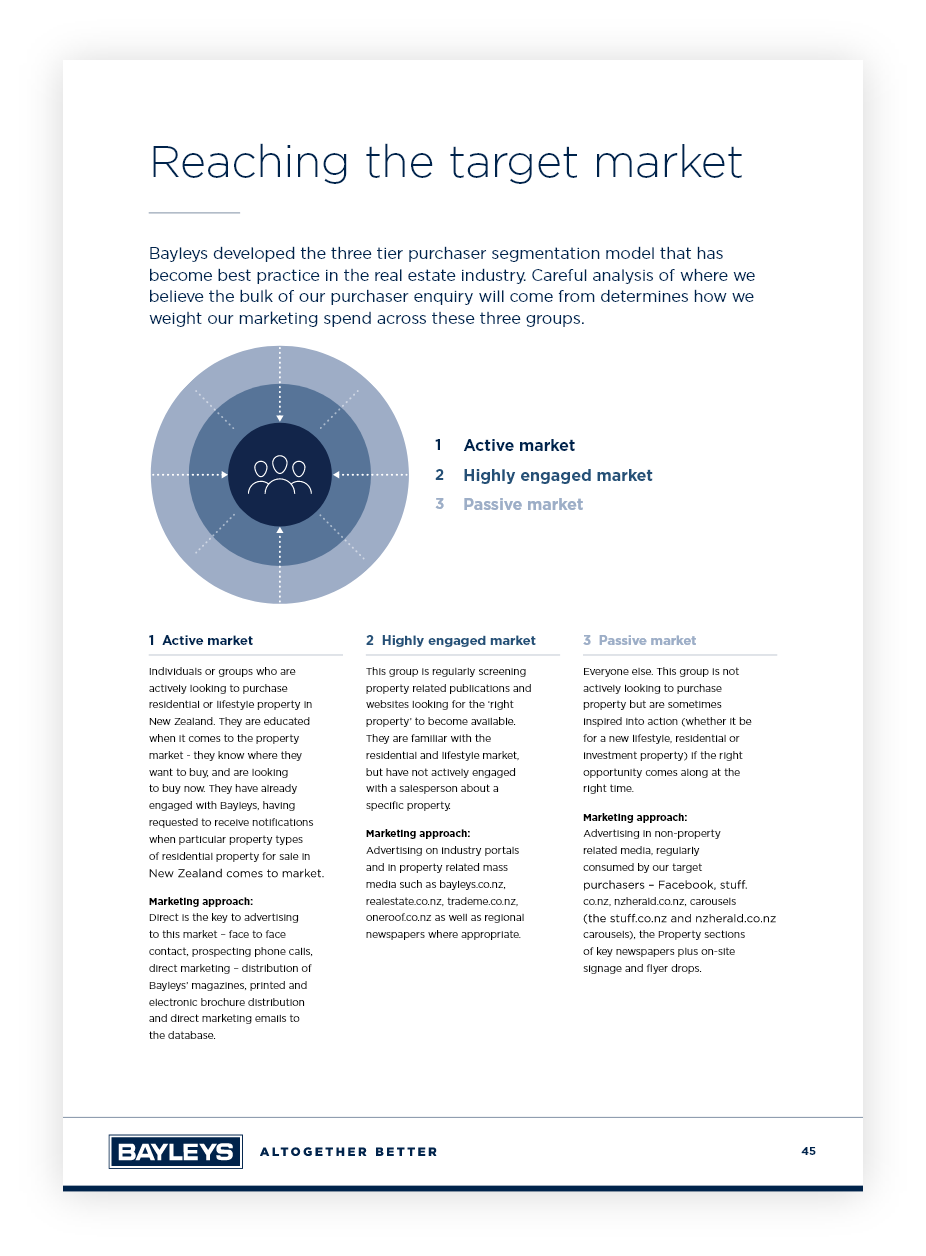 Reaching the target market
Bayleys developed the three tier purchaser segmentation model that has
become best practice in the real estate industry. Careful analysis of where we
believe the bulk of our purchaser enquiry will come from determines how we
weight our marketing spend across these three groups.
1 Active market
2 Highly engaged market
3 Passive market
1 Active market
Individuals or groups who are
actively looking to purchase
residential or lifestyle property in
New Zealand. They are educated
when it comes to the property
market - they know where they
want to buy, and are looking
to buy now. They have already
engaged with Bayleys, having
requested to receive notifications
when particular property types
of residential property for sale in
New Zealand comes to market.
Marketing approach:
Direct is the key to advertising
to this market – face to face
contact, prospecting phone calls,
direct marketing – distribution of
Bayleys' magazines, printed and
electronic brochure distribution
and direct marketing emails to
the database.
2 Highly engaged market
This group is regularly screening
property related publications and
websites looking for the 'right
property' to become available.
They are familiar with the
residential and lifestyle market,
but have not actively engaged
with a salesperson about a
specific property.
Marketing approach:
Advertising on industry portals
and in property related mass
media such as bayleys.co.nz,
realestate.co.nz, trademe.co.nz,
oneroof.co.nz as well as regional
newspapers where appropriate.
3 Passive market
Everyone else. This group is not
actively looking to purchase
property but are sometimes
inspired into action (whether it be
for a new lifestyle, residential or
investment property) if the right
opportunity comes along at the
right time.
Marketing approach:
Advertising in non-property
related media, regularly
consumed by our target
purchasers – Facebook, stuff.
co.nz, nzherald.co.nz, carousels
(the stuff.co.nz and nzherald.co.nz
carousels), the Property sections
of key newspapers plus on-site
signage and flyer drops.
BAYLEYS ALTOGETHER BETTER
45